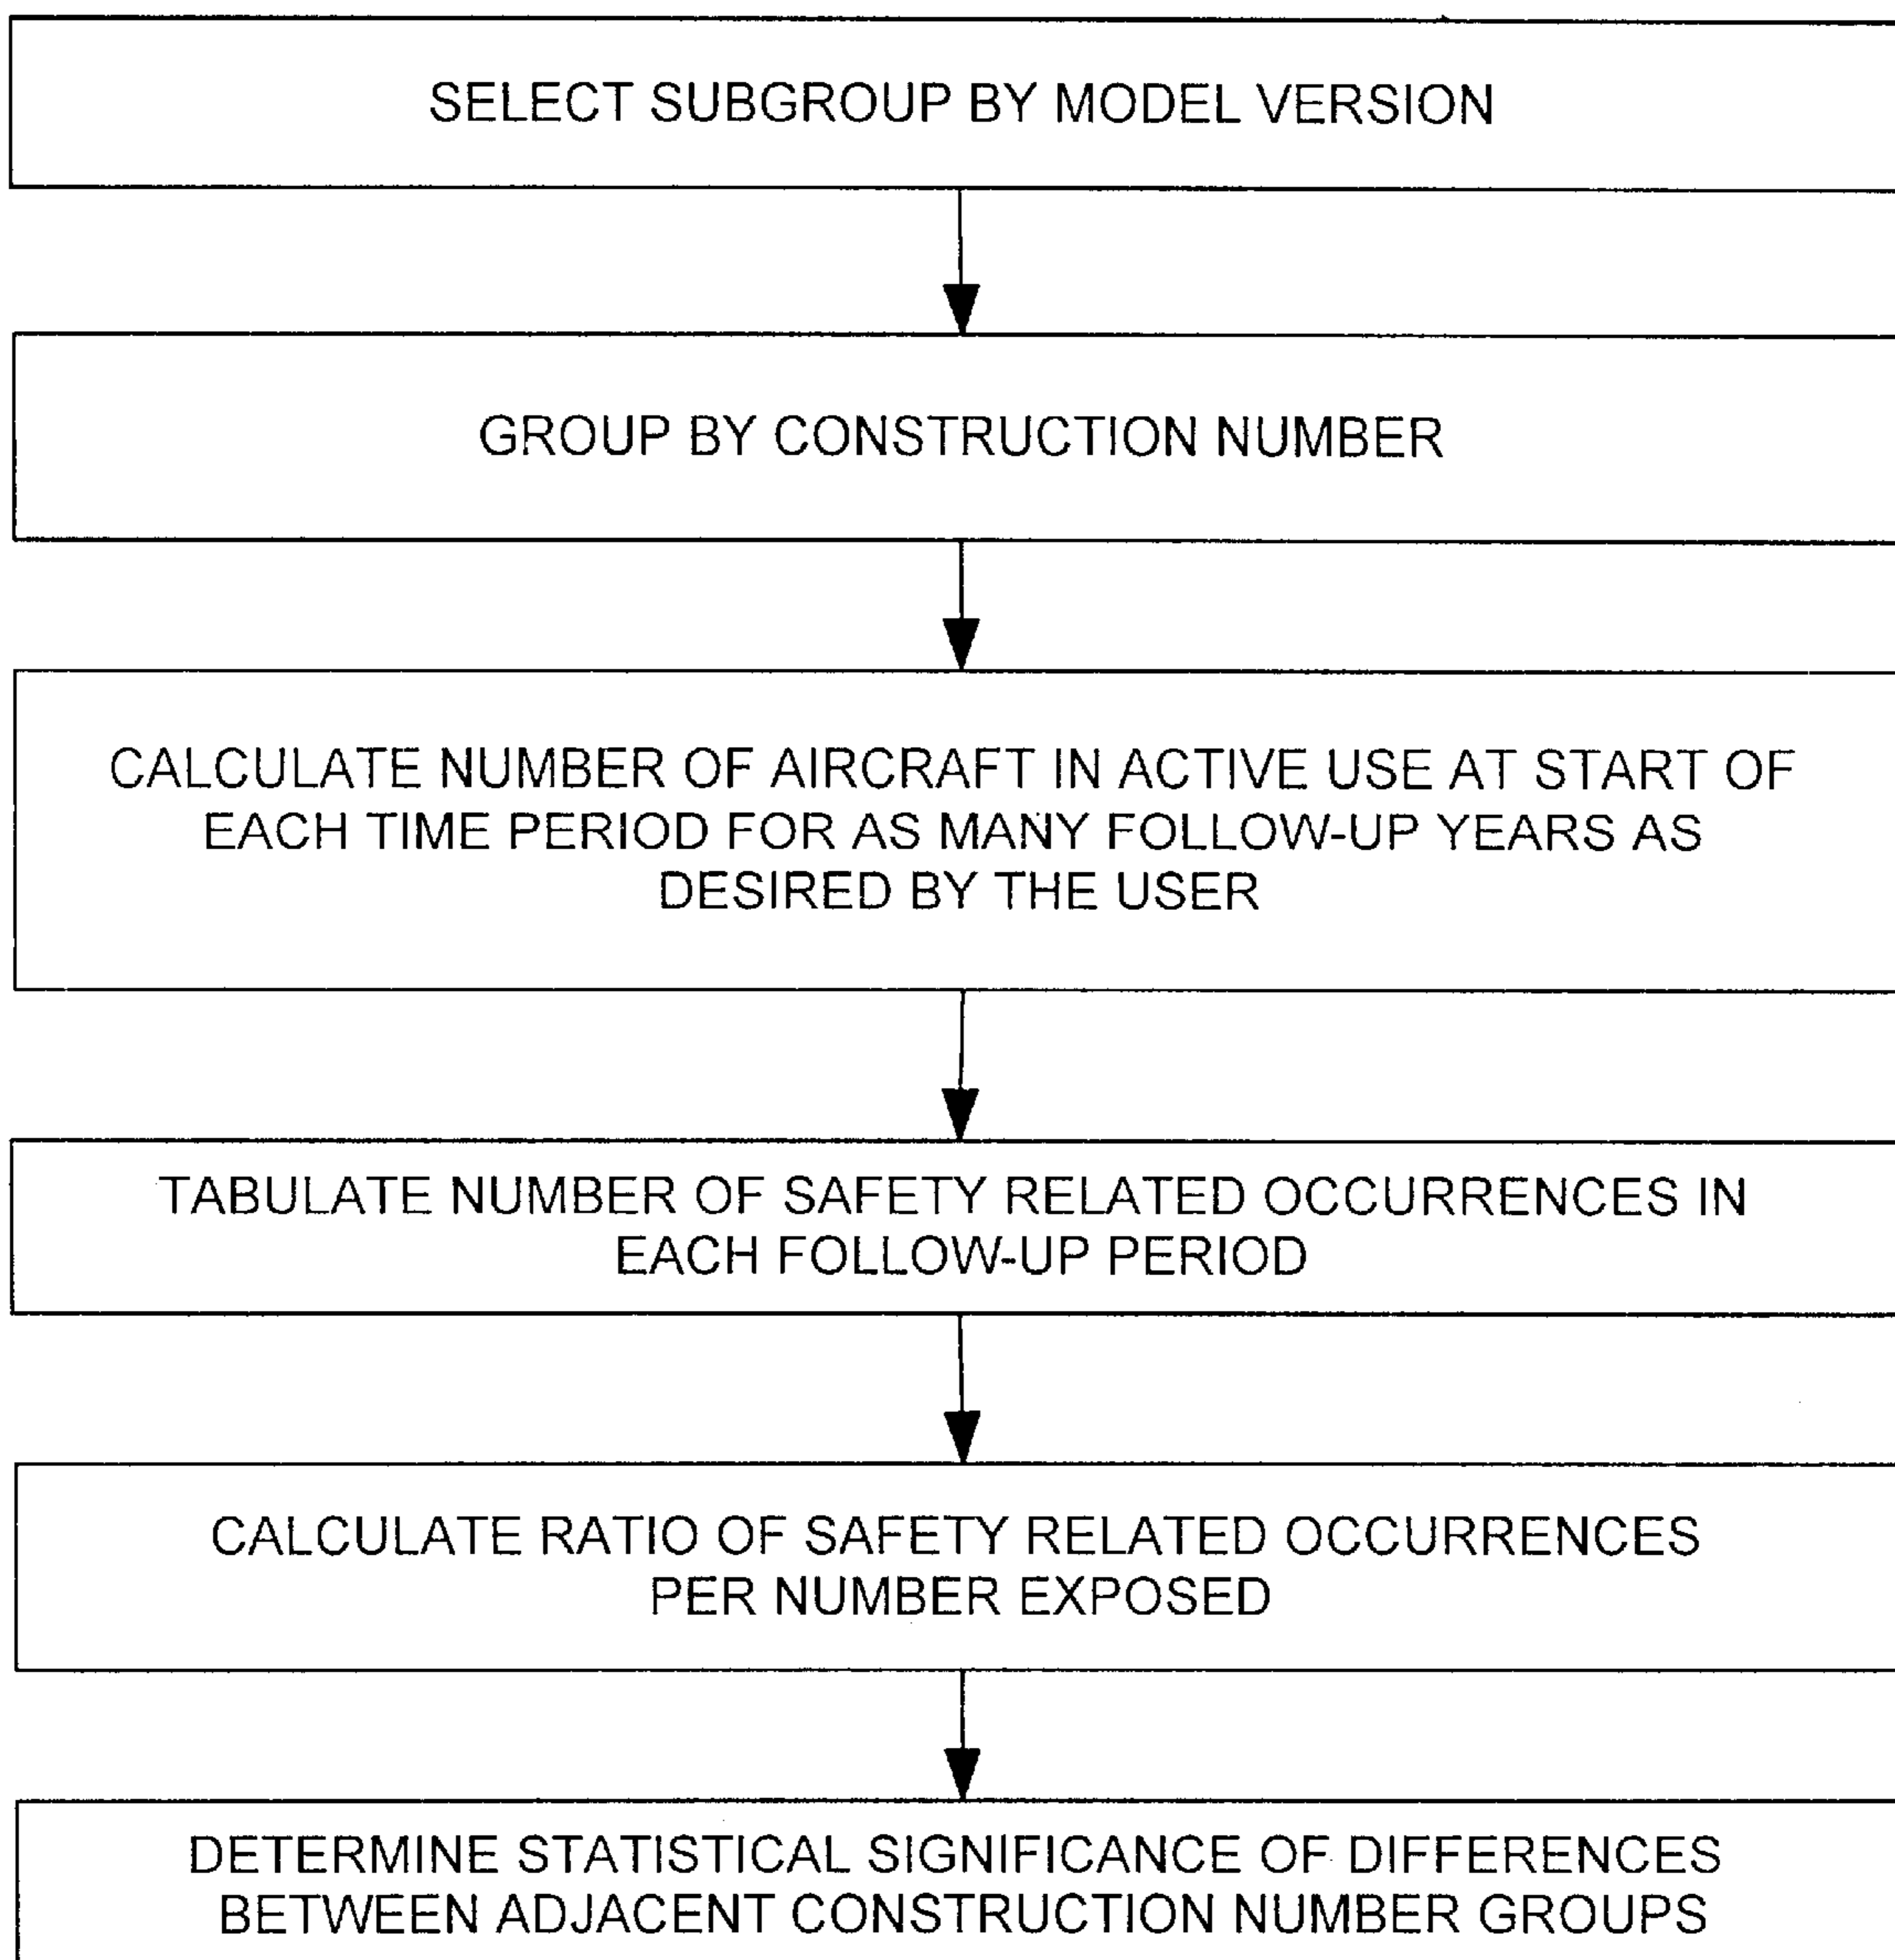 SELECT SUBGROUP BY MODEL VERSION
GROUP BY CONSTRUCTION NUMBER
CALCULATE NUMBER OF AIRCRAFT IN ACTIVE USE AT START OF
EACH TIME PERIOD FOR AS MANY FOLLOW-UP YEARS AS
DESIRED BY THE USER
TABULATE NUMBER OF SAFETY RELATED OCCURRENCES IN
EACH FOLLOW-UP PERIOD
CALCULATE RATIO OF SAFETY RELATED OCCURRENCES
PER NUMBER EXPOSED
DETERMINE STATISTICAL SIGNIFICANCE OF DIFFERENCES
BETWEEN ADJACENT CONSTRUCTION NUMBER GROUPS